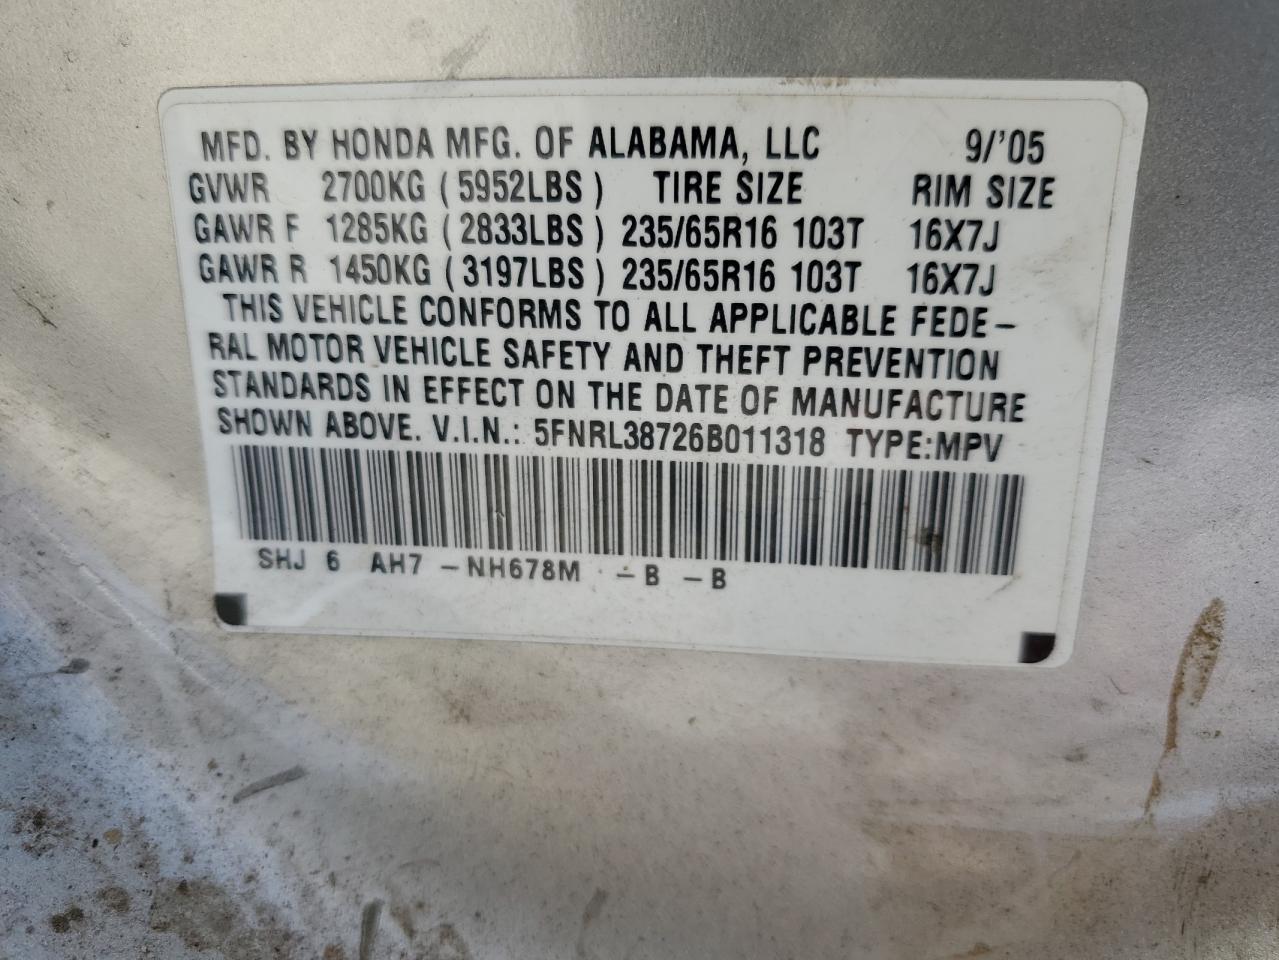 MFD. BY HONDA MFG. OF ALABAMA, LLC 9/'05
GVWR 2700KG (5952LBS) TIRE SIZE RIM SIZE
GAWR F 1285KG (2833LBS) 235/65R16 103T 16X7J
GAWR R 1450KG (3197LBS) 235/65R16 103T 16X7J
THIS VEHICLE CONFORMS TO ALL APPLICABLE FEDE-
RAL MOTOR VEHICLE SAFETY AND THEFT PREVENTION
STANDARDS IN EFFECT ON THE DATE OF MANUFACTURE
SHOWN ABOVE. V.I.N.: 5FNRL38726B011318 TYPE:MPV
SHJ 6 AH7 -NH678M -B -B